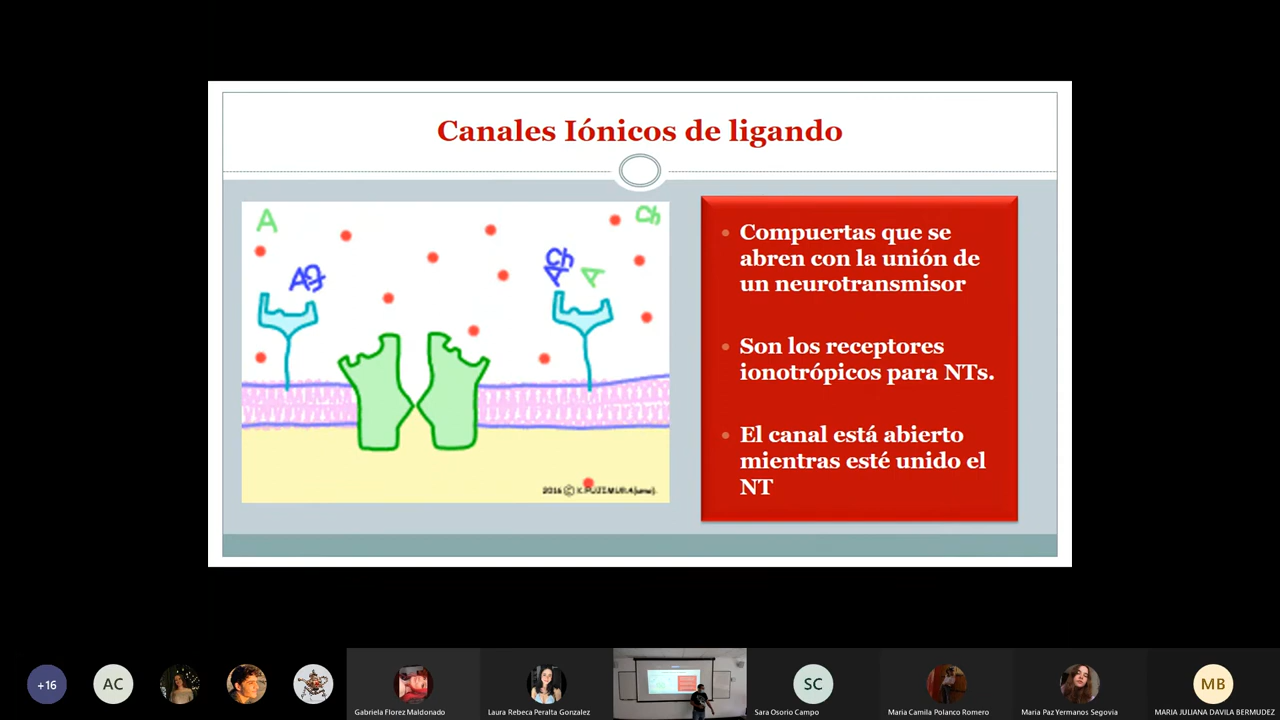 Canales Iónicos de ligando
A
Ch
ACh
A
• Compuertas que se
abren con la unión de
un neurotransmisor
• Son los receptores
ionotrópicos para NTs.
• El canal está abierto
mientras esté unido el
NT
+16
AC
Gabriela Florez Maldonado
Laura Rebeca Peralta Gonzalez
SC
Sara Osorio Campo
Maria Camila Polanco Romero
Maria Paz Yermanos Segovia
MB
MARIA JULIANA DAVILA BERMUDEZ